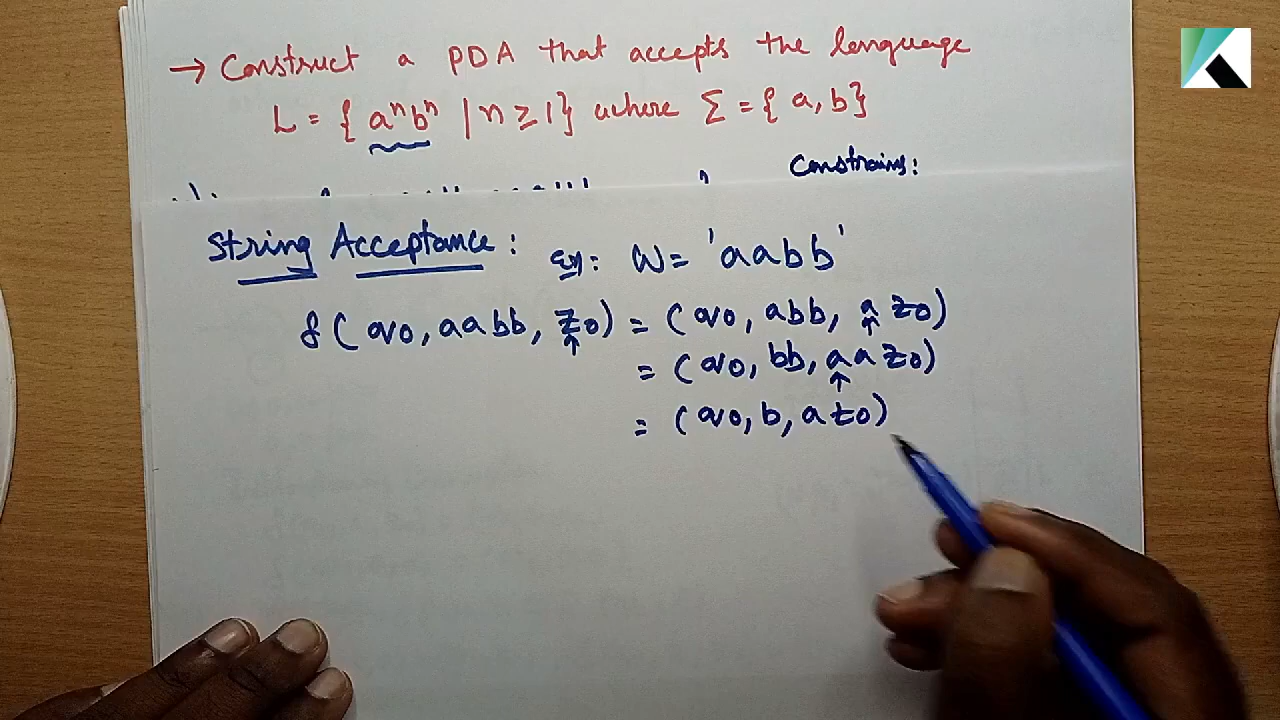 → Construct a PDA that accepts the language
L = { aⁿbⁿ | n ≥ 1 } where Σ = { a, b }
Constrains:
String Acceptance : ex: W = 'aabb'
δ(q0, aabb, z0) = (q0, abb, a z0)
= (q0, bb, a a z0)
= (q0, b, a z0)